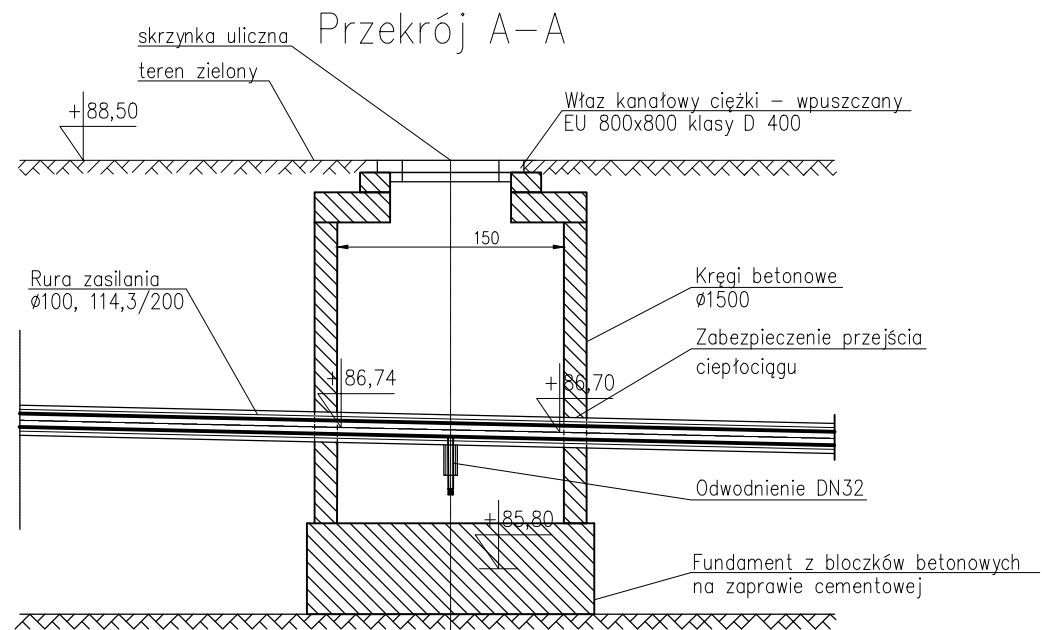 Przekrój A-A
skrzynka uliczna
teren zielony
+88,50
Właz kanałowy ciężki – wpuszczany
EU 800x800 klasy D 400
150
Rura zasilania
ø100, 114,3/200
Kręgi betonowe
ø1500
Zabezpieczenie przejścia
ciepłociągu
+86,74
+86,70
Odwodnienie DN32
+85,80
Fundament z bloczków betonowych
na zaprawie cementowej